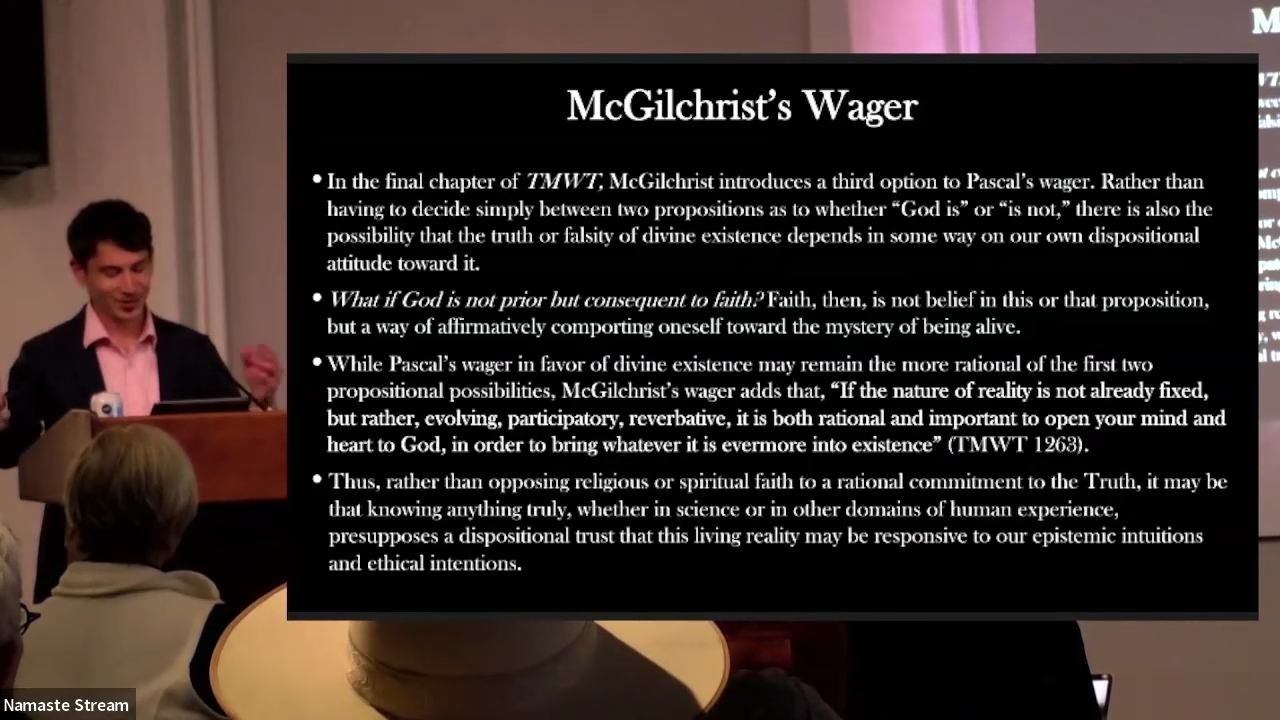 McGilchrist's Wager
• In the final chapter of TMWT, McGilchrist introduces a third option to Pascal's wager. Rather than
having to decide simply between two propositions as to whether “God is” or “is not,” there is also the
possibility that the truth or falsity of divine existence depends in some way on our own dispositional
attitude toward it.
• What if God is not prior but consequent to faith? Faith, then, is not belief in this or that proposition,
but a way of affirmatively comporting oneself toward the mystery of being alive.
• While Pascal's wager in favor of divine existence may remain the more rational of the first two
propositional possibilities, McGilchrist's wager adds that, “If the nature of reality is not already fixed,
but rather, evolving, participatory, reverbative, it is both rational and important to open your mind and
heart to God, in order to bring whatever it is evermore into existence” (TMWT 1263).
• Thus, rather than opposing religious or spiritual faith to a rational commitment to the Truth, it may be
that knowing anything truly, whether in science or in other domains of human experience,
presupposes a dispositional trust that this living reality may be responsive to our epistemic intuitions
and ethical intentions.
Namaste Stream